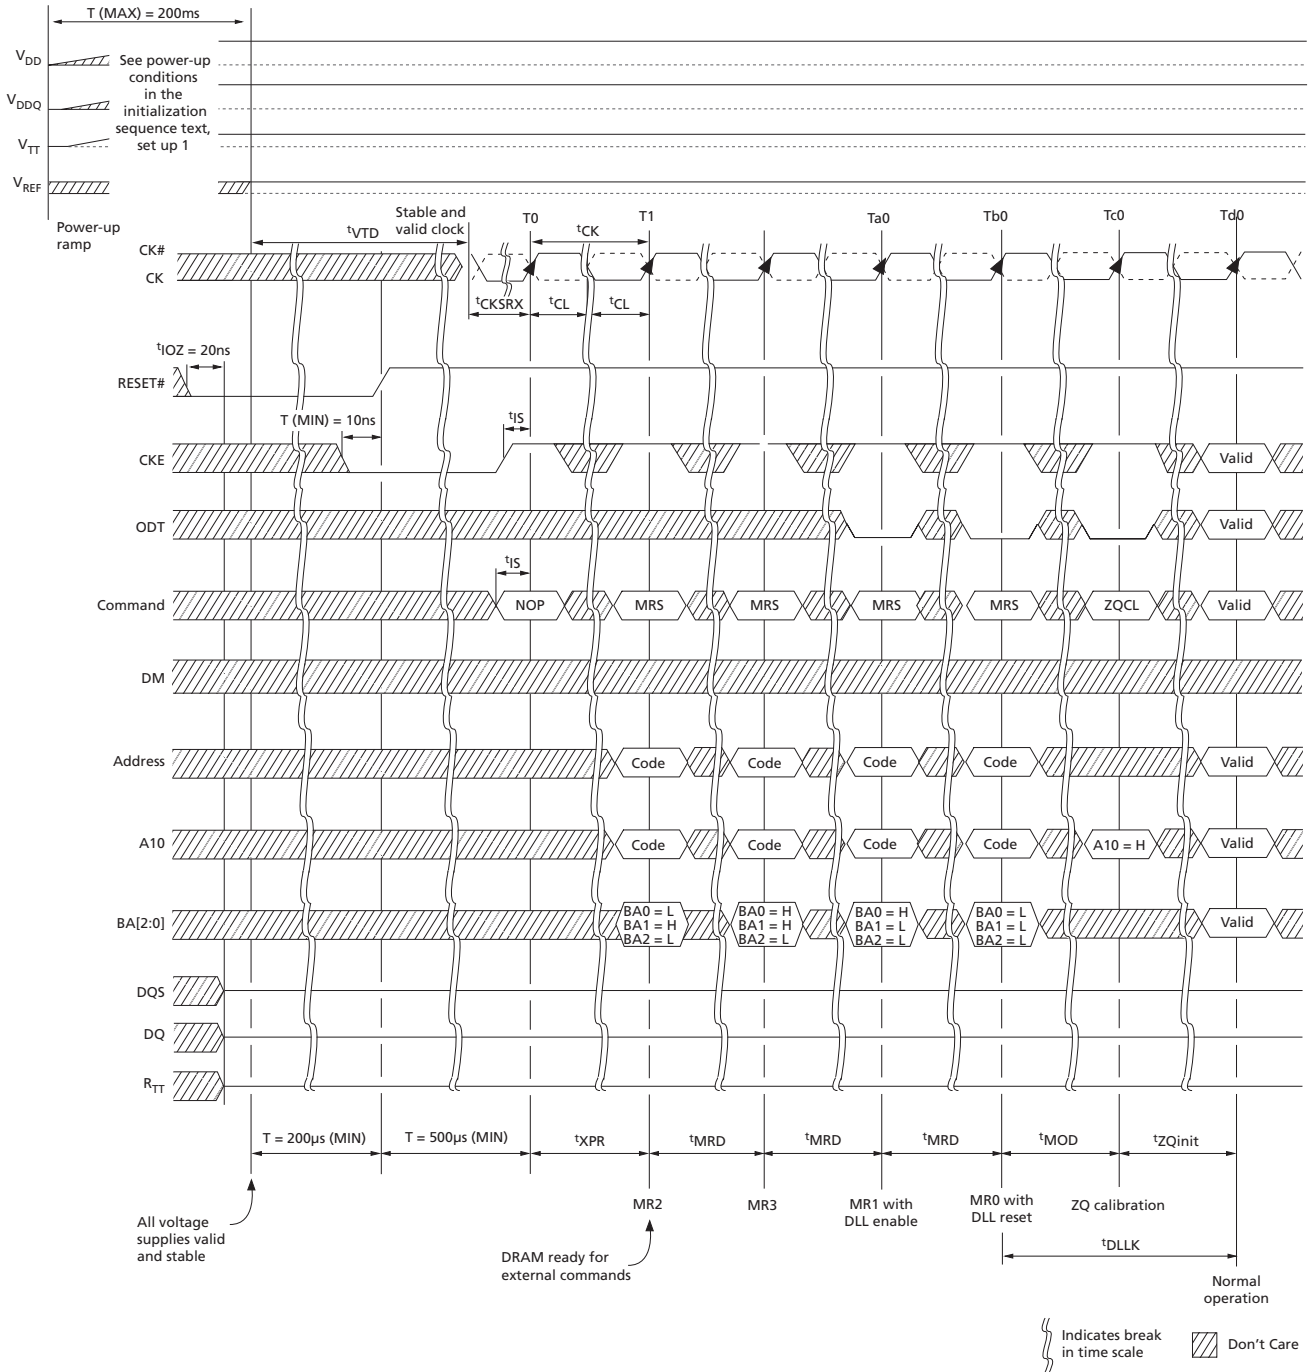 T (MAX) = 200ms
VDD
See power-up
conditions
in the
initialization
sequence text,
set up 1
VDDQ
VTT
VREF
Power-up
ramp
Stable and
valid clock
T0
T1
Ta0
Tb0
Tc0
Td0
tVTD
tCK
CK#
CK
tCKSRX
tCL
tCL
tIOZ = 20ns
RESET#
T (MIN) = 10ns
tIS
CKE
Valid
ODT
Valid
tIS
Command
NOP
MRS
MRS
MRS
MRS
ZQCL
Valid
DM
Address
Code
Code
Code
Code
Valid
A10
Code
Code
Code
Code
A10 = H
Valid
BA[2:0]
BA0 = L
BA1 = H
BA2 = L
BA0 = H
BA1 = H
BA2 = L
BA0 = H
BA1 = L
BA2 = L
BA0 = L
BA1 = L
BA2 = L
Valid
DQS
DQ
RTT
T = 200µs (MIN)
T = 500µs (MIN)
tXPR
tMRD
tMRD
tMRD
tMOD
tZQinit
MR2
MR3
MR1 with
DLL enable
MR0 with
DLL reset
ZQ calibration
All voltage
supplies valid
and stable
DRAM ready for
external commands
tDLLK
Normal
operation
Indicates break
in time scale
Don't Care